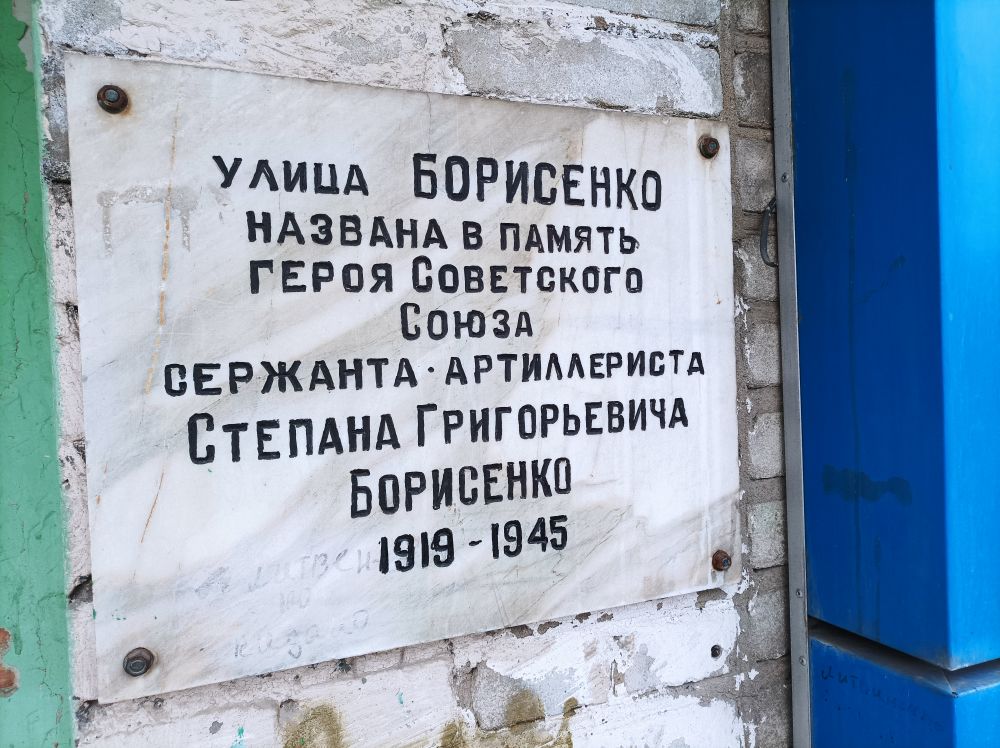 УЛИЦА БОРИСЕНКО
НАЗВАНА В ПАМЯТЬ
ГЕРОЯ СОВЕТСКОГО
СОЮЗА
СЕРЖАНТА·АРТИЛЛЕРИСТА
СТЕПАНА ГРИГОРЬЕВИЧА
БОРИСЕНКО
1919-1945